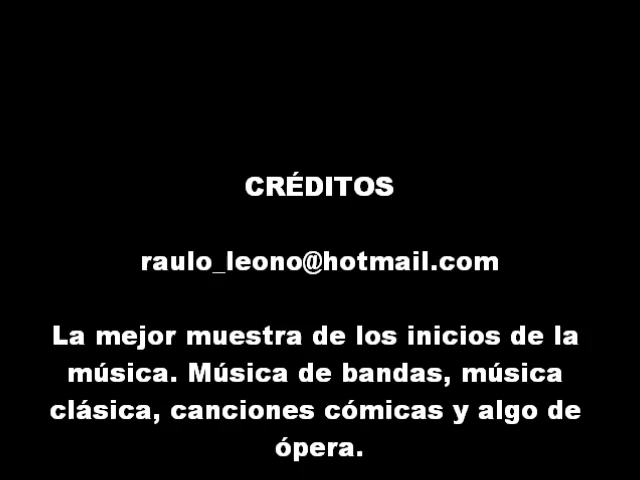 CRÉDITOS
raulo_leono@hotmail.com
La mejor muestra de los inicios de la
música. Música de bandas, música
clásica, canciones cómicas y algo de
ópera.